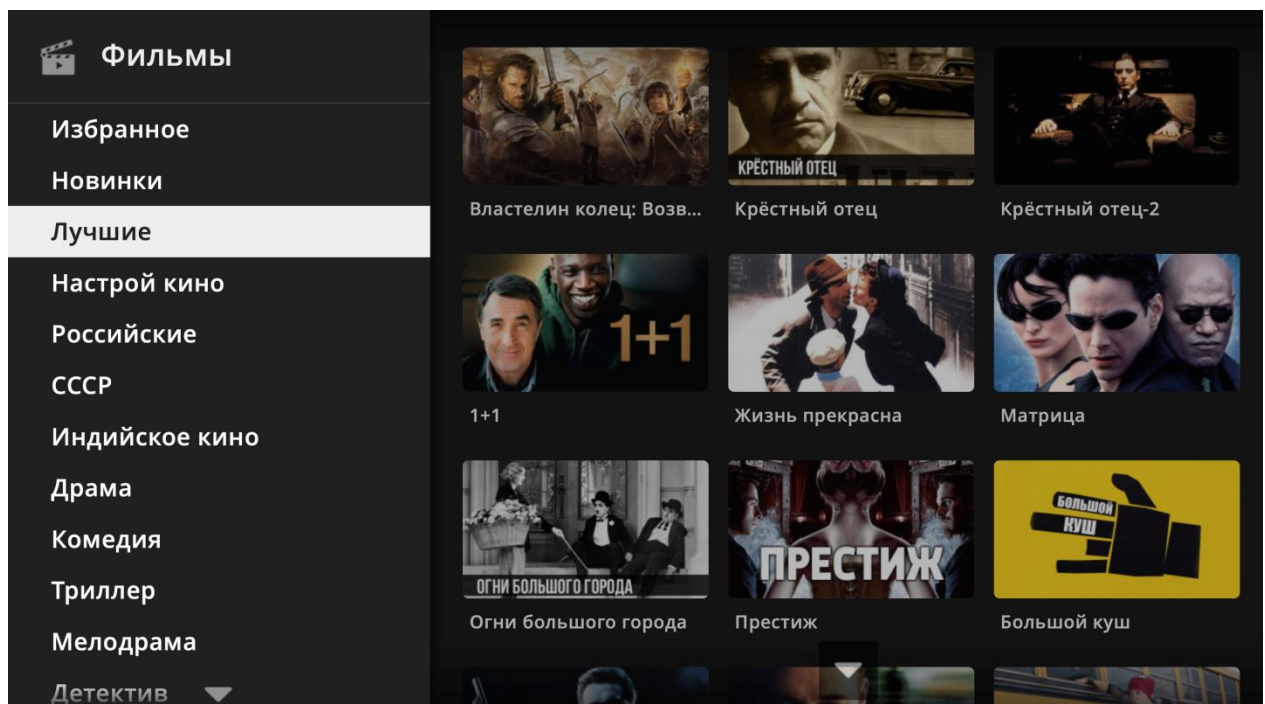 Фильмы
Избранное
Новинки
Лучшие
Настрой кино
Российские
СССР
Индийское кино
Драма
Комедия
Триллер
Мелодрама
Детектив
КРЁСТНЫЙ ОТЕЦ
Властелин колец: Возв...
Крёстный отец
Крёстный отец-2
1+1
1+1
Жизнь прекрасна
Матрица
ОГНИ БОЛЬШОГО ГОРОДА
ПРЕСТИЖ
БОЛЬШОЙ
КУШ
Огни большого города
Престиж
Большой куш